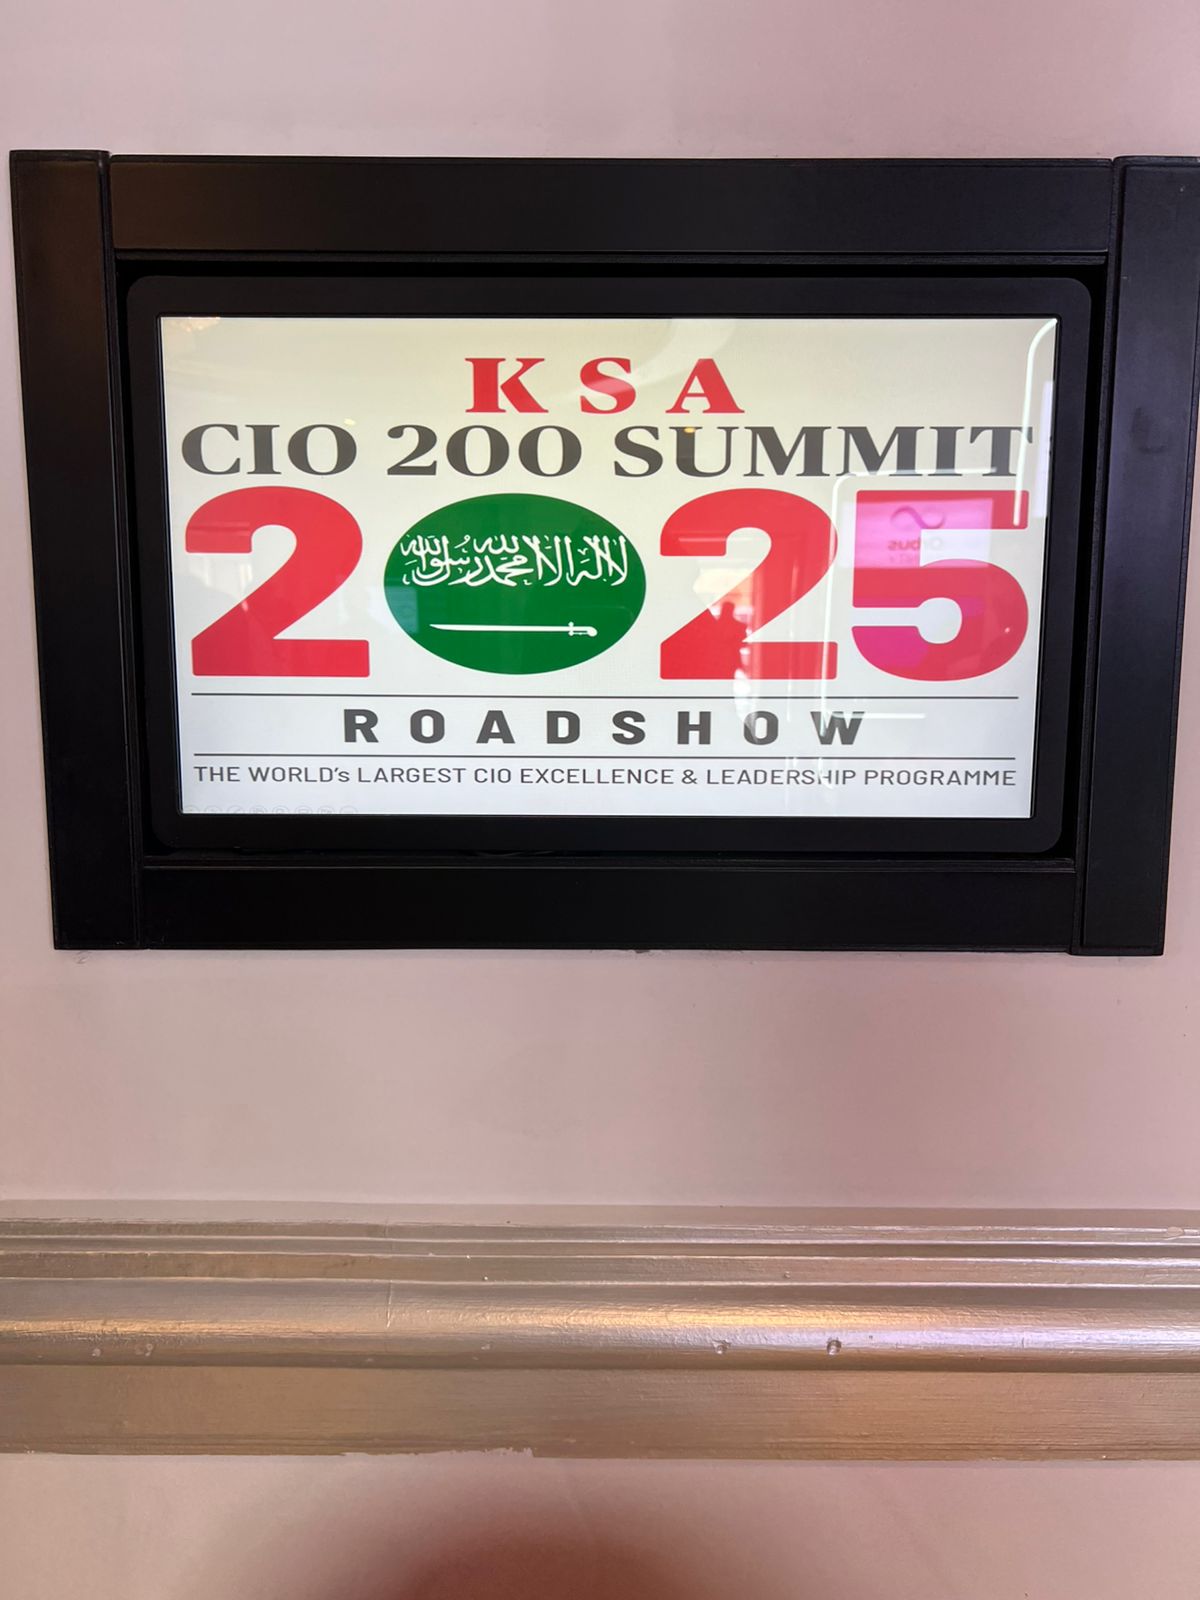 KSA
CIO 200 SUMMIT
2025
لا إله إلا الله محمد رسول الله
ROADSHOW
THE WORLD's LARGEST CIO EXCELLENCE & LEADERSHIP PROGRAMME